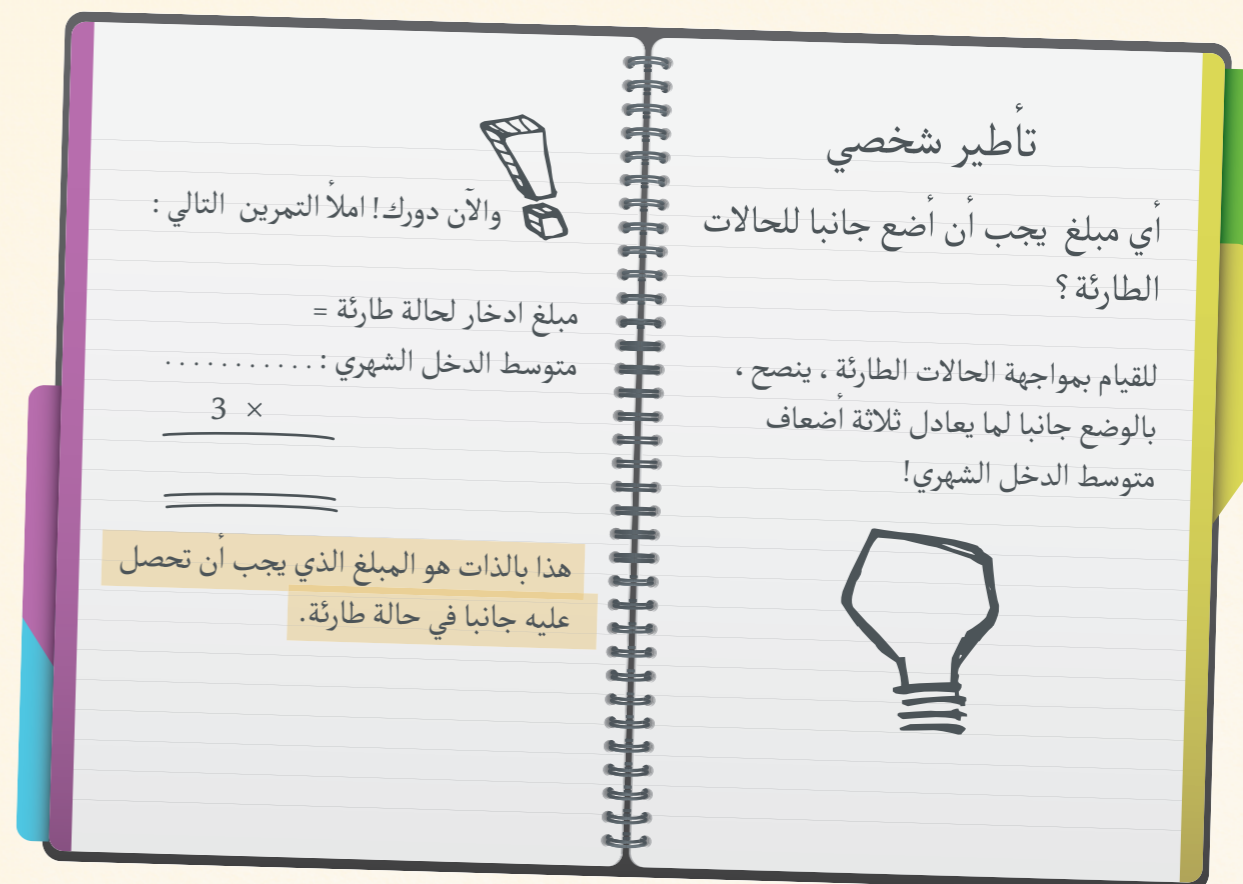 تأطير شخصي
أي مبلغ يجب أن أضع جانبا للحالات
الطارئة ؟
للقيام بمواجهة الحالات الطارئة ، ينصح ،
بالوضع جانبا لما يعادل ثلاثة أضعاف
متوسط الدخل الشهري!
والآن دورك! املأ التمرين التالي :
مبلغ ادخار لحالة طارئة =
متوسط الدخل الشهري : . . . . . . . . . . . .
× 3
هذا بالذات هو المبلغ الذي يجب أن تحصل
عليه جانبا في حالة طارئة.